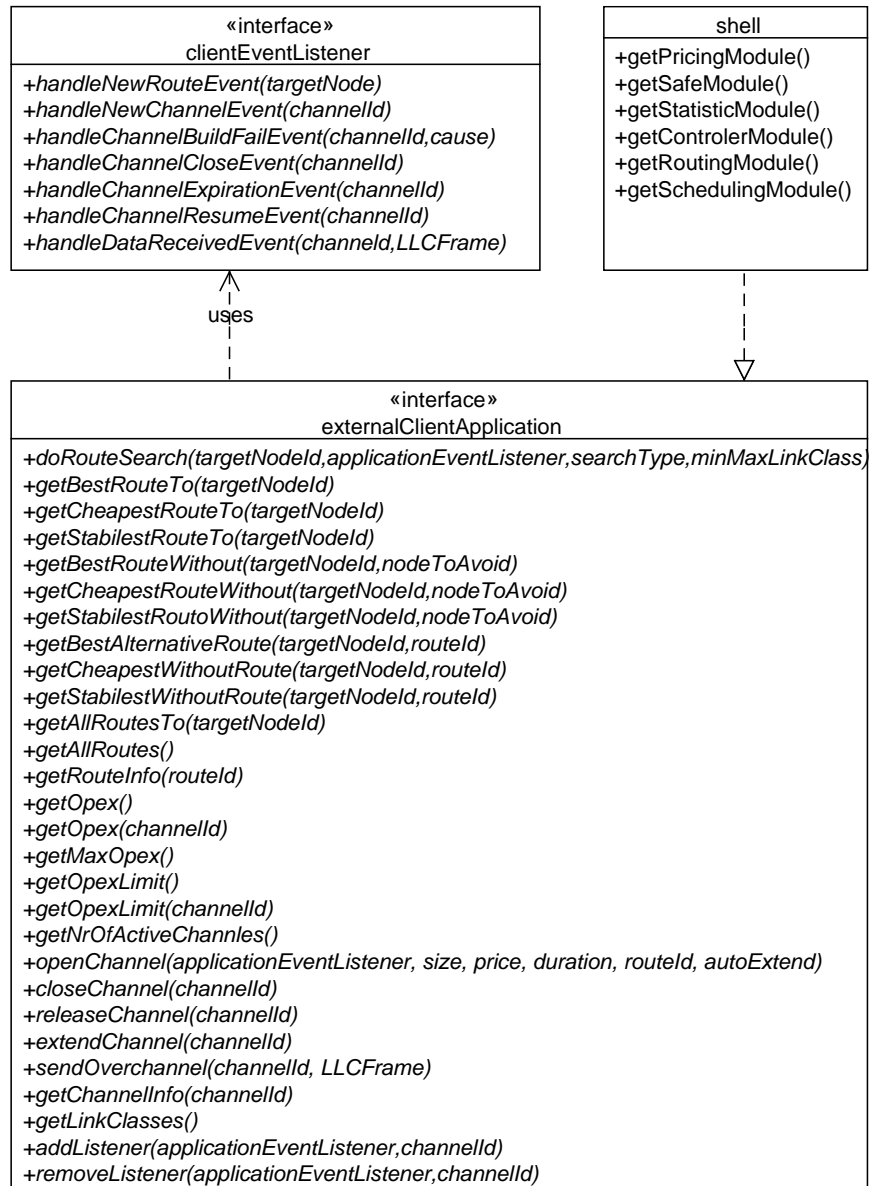 «interface»
clientEventListener
+handleNewRouteEvent(targetNode)
+handleNewChannelEvent(channelId)
+handleChannelBuildFailEvent(channelId,cause)
+handleChannelCloseEvent(channelId)
+handleChannelExpirationEvent(channelId)
+handleChannelResumeEvent(channelId)
+handleDataReceivedEvent(channeId,LLCFrame)
shell
+getPricingModule()
+getSafeModule()
+getStatisticModule()
+getControlerModule()
+getRoutingModule()
+getSchedulingModule()
uses
«interface»
externalClientApplication
+doRouteSearch(targetNodeId,applicationEventListener,searchType,minMaxLinkClass)
+getBestRouteTo(targetNodeId)
+getCheapestRouteTo(targetNodeId)
+getStabilestRouteTo(targetNodeId)
+getBestRouteWithout(targetNodeId,nodeToAvoid)
+getCheapestRouteWithout(targetNodeId,nodeToAvoid)
+getStabilestRoutoWithout(targetNodeId,nodeToAvoid)
+getBestAlternativeRoute(targetNodeId,routeId)
+getCheapestWithoutRoute(targetNodeId,routeId)
+getStabilestWithoutRoute(targetNodeId,routeId)
+getAllRoutesTo(targetNodeId)
+getAllRoutes()
+getRouteInfo(routeId)
+getOpex()
+getOpex(channelId)
+getMaxOpex()
+getOpexLimit()
+getOpexLimit(channelId)
+getNrOfActiveChannles()
+openChannel(applicationEventListener, size, price, duration, routeId, autoExtend)
+closeChannel(channelId)
+releaseChannel(channelId)
+extendChannel(channelId)
+sendOverchannel(channelId, LLCFrame)
+getChannelInfo(channelId)
+getLinkClasses()
+addListener(applicationEventListener,channelId)
+removeListener(applicationEventListener,channelId)